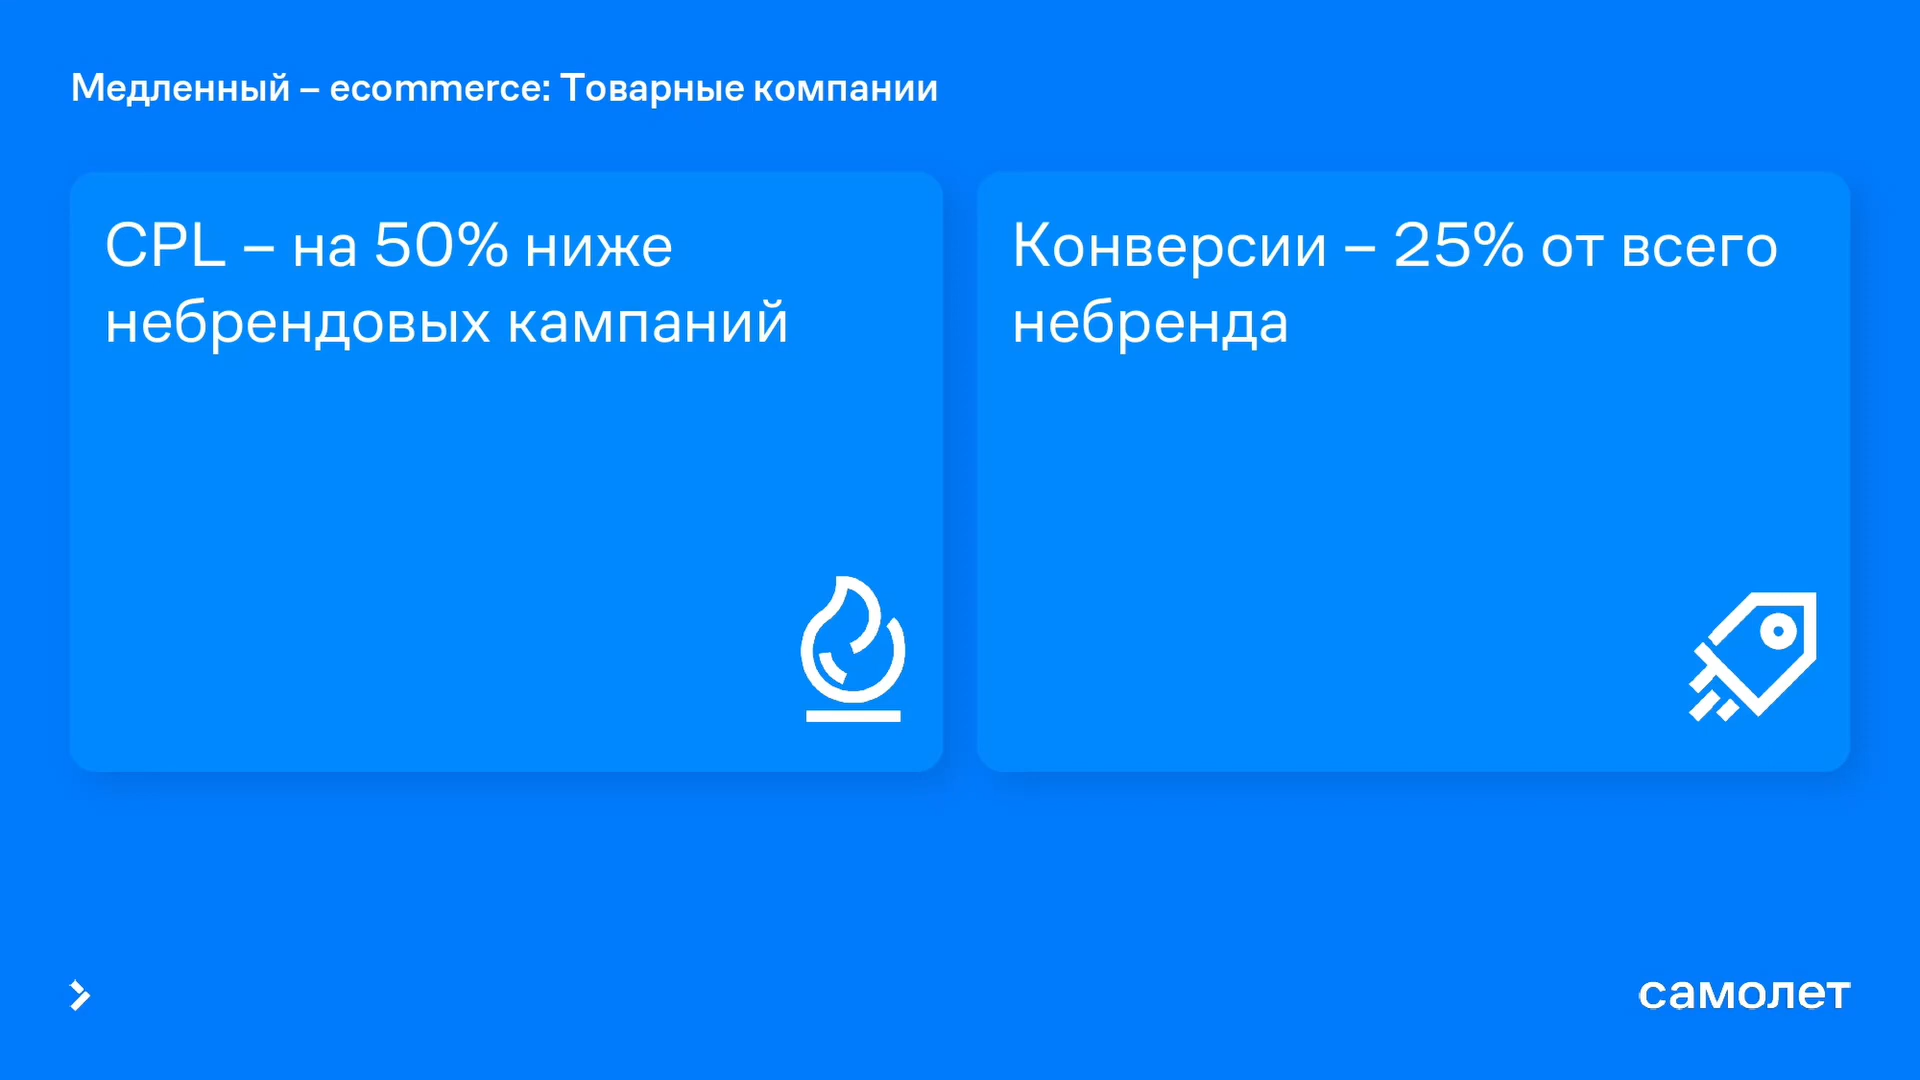 Медленный – ecommerce: Товарные компании
CPL – на 50% ниже
небрендовых кампаний
Конверсии – 25% от всего
небренда
самолет